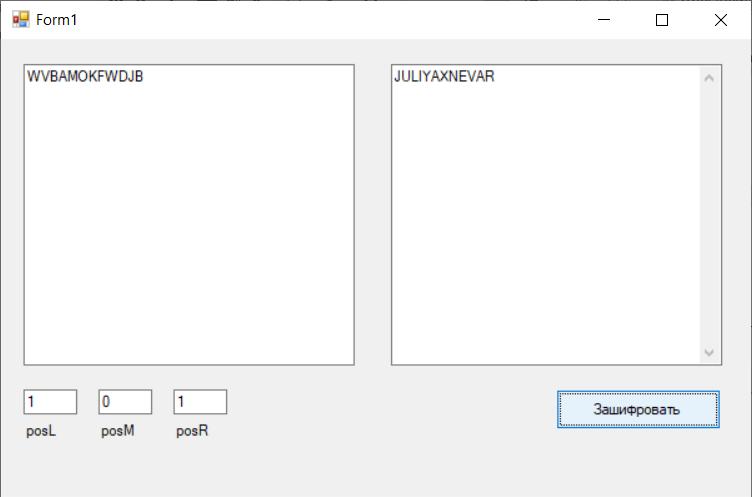 Form1
WVBAMOKFWDJB
JULIYAXNEVAR
1 0 1
posL posM posR
Зашифровать